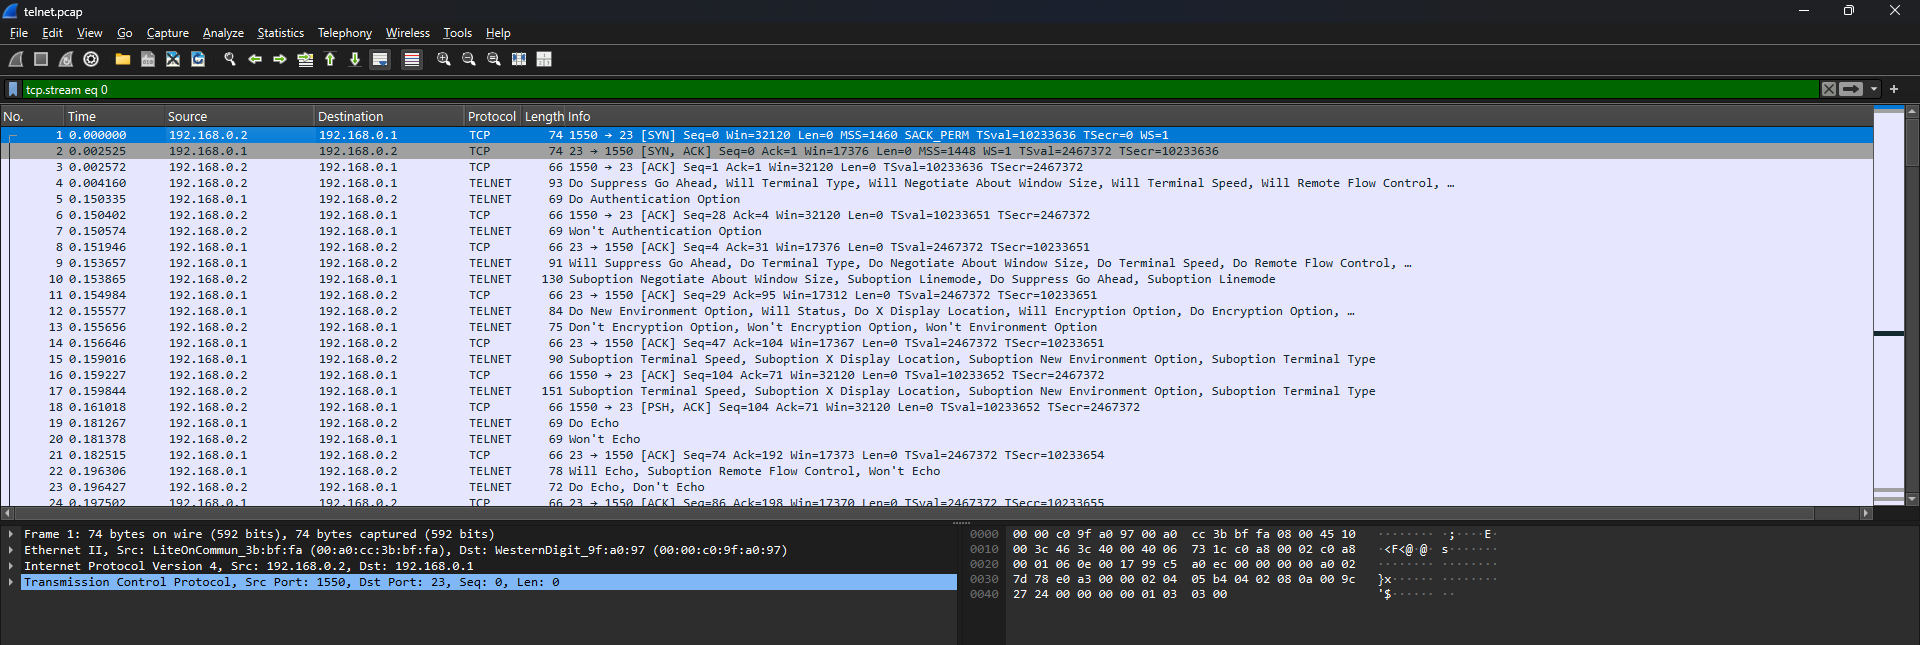 telnet.pcap
File Edit View Go Capture Analyze Statistics Telephony Wireless Tools Help
tcp.stream eq 0
No. Time Source Destination Protocol Length Info
1 0.000000 192.168.0.2 192.168.0.1 TCP 74 1550 → 23 [SYN] Seq=0 Win=32120 Len=0 MSS=1460 SACK_PERM TSval=10233636 TSecr=0 WS=1
2 0.002525 192.168.0.1 192.168.0.2 TCP 74 23 → 1550 [SYN, ACK] Seq=0 Ack=1 Win=17376 Len=0 MSS=1448 WS=1 TSval=2467372 TSecr=10233636
3 0.002572 192.168.0.2 192.168.0.1 TCP 66 1550 → 23 [ACK] Seq=1 Ack=1 Win=32120 Len=0 TSval=10233636 TSecr=2467372
4 0.004160 192.168.0.2 192.168.0.1 TELNET 93 Do Suppress Go Ahead, Will Terminal Type, Will Negotiate About Window Size, Will Terminal Speed, Will Remote Flow Control, …
5 0.150335 192.168.0.1 192.168.0.2 TELNET 69 Do Authentication Option
6 0.150402 192.168.0.2 192.168.0.1 TCP 66 1550 → 23 [ACK] Seq=28 Ack=4 Win=32120 Len=0 TSval=10233651 TSecr=2467372
7 0.150574 192.168.0.2 192.168.0.1 TELNET 69 Won't Authentication Option
8 0.151946 192.168.0.1 192.168.0.2 TCP 66 23 → 1550 [ACK] Seq=4 Ack=31 Win=17376 Len=0 TSval=2467372 TSecr=10233651
9 0.153657 192.168.0.1 192.168.0.2 TELNET 91 Will Suppress Go Ahead, Do Terminal Type, Do Negotiate About Window Size, Do Terminal Speed, Do Remote Flow Control, …
10 0.153865 192.168.0.2 192.168.0.1 TELNET 130 Suboption Negotiate About Window Size, Suboption Linemode, Do Suppress Go Ahead, Suboption Linemode
11 0.154984 192.168.0.1 192.168.0.2 TCP 66 23 → 1550 [ACK] Seq=29 Ack=95 Win=17312 Len=0 TSval=2467372 TSecr=10233651
12 0.155577 192.168.0.1 192.168.0.2 TELNET 84 Do New Environment Option, Will Status, Do X Display Location, Will Encryption Option, Do Encryption Option, …
13 0.155656 192.168.0.2 192.168.0.1 TELNET 75 Don't Encryption Option, Won't Encryption Option, Won't Environment Option
14 0.156646 192.168.0.1 192.168.0.2 TCP 66 23 → 1550 [ACK] Seq=47 Ack=104 Win=17367 Len=0 TSval=2467372 TSecr=10233651
15 0.159016 192.168.0.1 192.168.0.2 TELNET 90 Suboption Terminal Speed, Suboption X Display Location, Suboption New Environment Option, Suboption Terminal Type
16 0.159227 192.168.0.2 192.168.0.1 TCP 66 1550 → 23 [ACK] Seq=104 Ack=71 Win=32120 Len=0 TSval=10233652 TSecr=2467372
17 0.159844 192.168.0.2 192.168.0.1 TELNET 151 Suboption Terminal Speed, Suboption X Display Location, Suboption New Environment Option, Suboption Terminal Type
18 0.161018 192.168.0.2 192.168.0.1 TCP 66 1550 → 23 [PSH, ACK] Seq=104 Ack=71 Win=32120 Len=0 TSval=10233652 TSecr=2467372
19 0.181267 192.168.0.1 192.168.0.2 TELNET 69 Do Echo
20 0.181378 192.168.0.2 192.168.0.1 TELNET 69 Won't Echo
21 0.182515 192.168.0.1 192.168.0.2 TCP 66 23 → 1550 [ACK] Seq=74 Ack=192 Win=17373 Len=0 TSval=2467372 TSecr=10233654
22 0.196306 192.168.0.1 192.168.0.2 TELNET 78 Will Echo, Suboption Remote Flow Control, Won't Echo
23 0.196427 192.168.0.2 192.168.0.1 TELNET 72 Do Echo, Don't Echo
24 0.197502 192.168.0.1 192.168.0.2 TCP 66 23 → 1550 [ACK] Seq=86 Ack=198 Win=17370 Len=0 TSval=2467372 TSecr=10233655
Frame 1: 74 bytes on wire (592 bits), 74 bytes captured (592 bits)
Ethernet II, Src: LiteOnCommun_3b:bf:fa (00:a0:cc:3b:bf:fa), Dst: WesternDigit_9f:a0:97 (00:00:c0:9f:a0:97)
Internet Protocol Version 4, Src: 192.168.0.2, Dst: 192.168.0.1
Transmission Control Protocol, Src Port: 1550, Dst Port: 23, Seq: 0, Len: 0
0000 00 00 c0 9f a0 97 00 a0 cc 3b bf fa 08 00 45 10 ········ ·;····E·
0010 00 3c 46 3c 40 00 40 06 73 1c c0 a8 00 02 c0 a8 ·<F<@·@· s·······
0020 00 01 06 0e 00 17 99 c5 a0 ec 00 00 00 00 a0 02 ········ ········
0030 7d 78 e0 a3 00 00 02 04 05 b4 04 02 08 0a 00 9c }x······ ········
0040 27 24 00 00 00 00 01 03 03 00 '$······ ··